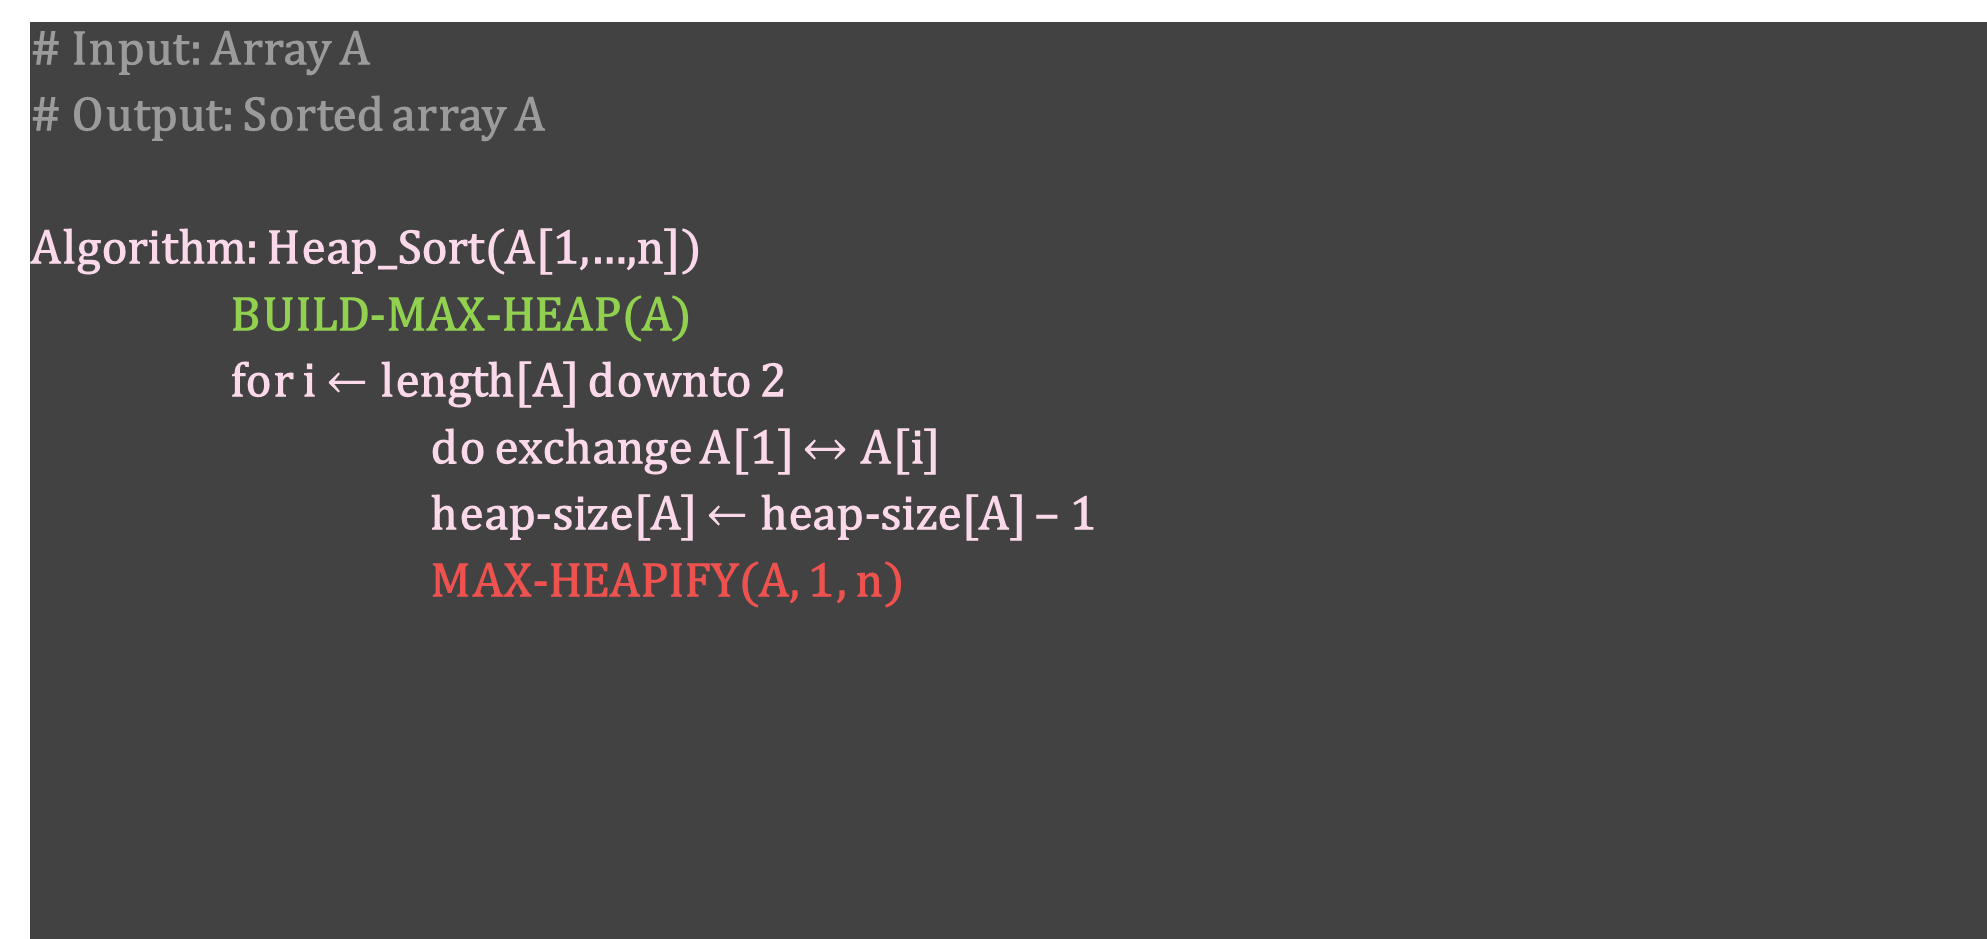 # Input: Array A
# Output: Sorted array A
Algorithm: Heap_Sort(A[1,…,n])
BUILD-MAX-HEAP(A)
for i ← length[A] downto 2
do exchange A[1] ↔ A[i]
heap-size[A] ← heap-size[A] – 1
MAX-HEAPIFY(A, 1, n)